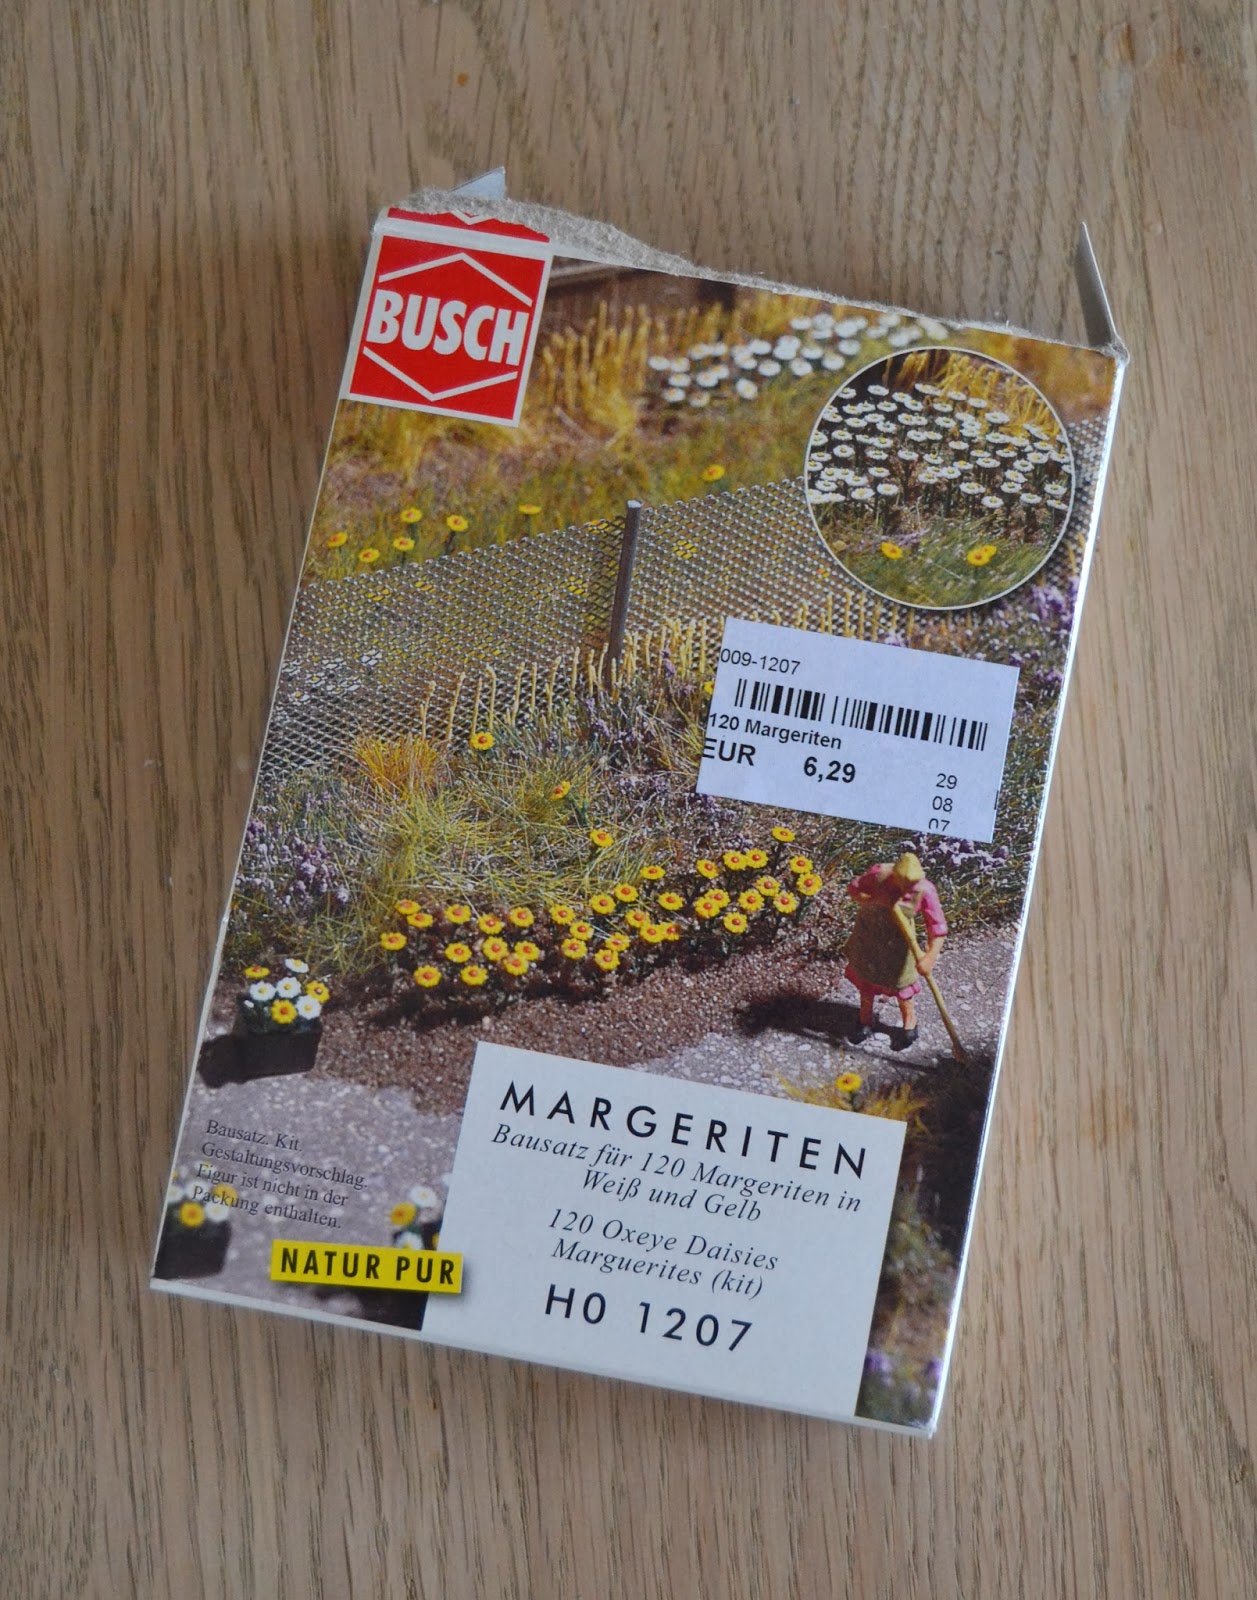 BUSCH
009-1207
120 Margeriten
EUR 6,29
29
08
07
MARGERITEN
Bausatz für 120 Margeriten in
Weiß und Gelb
120 Oxeye Daisies
Marguerites (kit)
H0 1207
Bausatz. Kit.
Gestaltungsvorschlag.
Figur ist nicht in der
Packung enthalten.
NATUR PUR